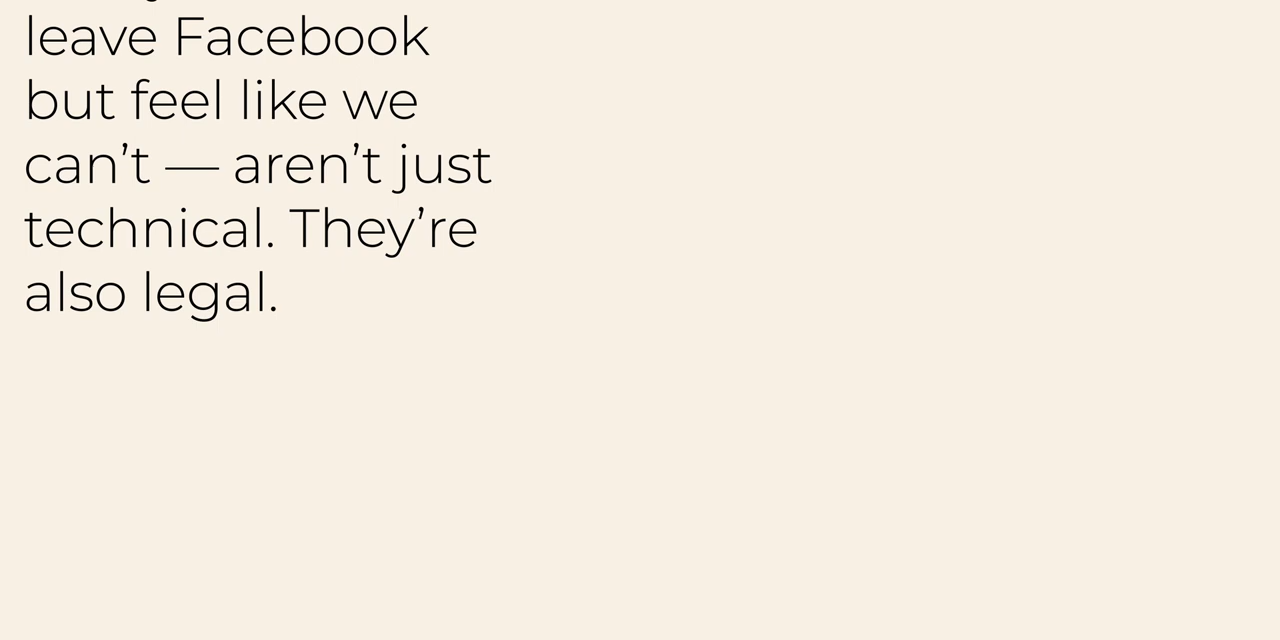 leave Facebook
but feel like we
can’t — aren’t just
technical. They’re
also legal.